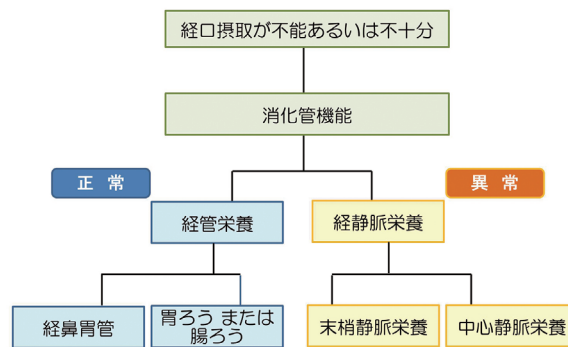 経口摂取が不能あるいは不十分
消化管機能
正 常
異 常
経管栄養
経静脈栄養
経鼻胃管
胃ろう または
腸ろう
末梢静脈栄養
中心静脈栄養